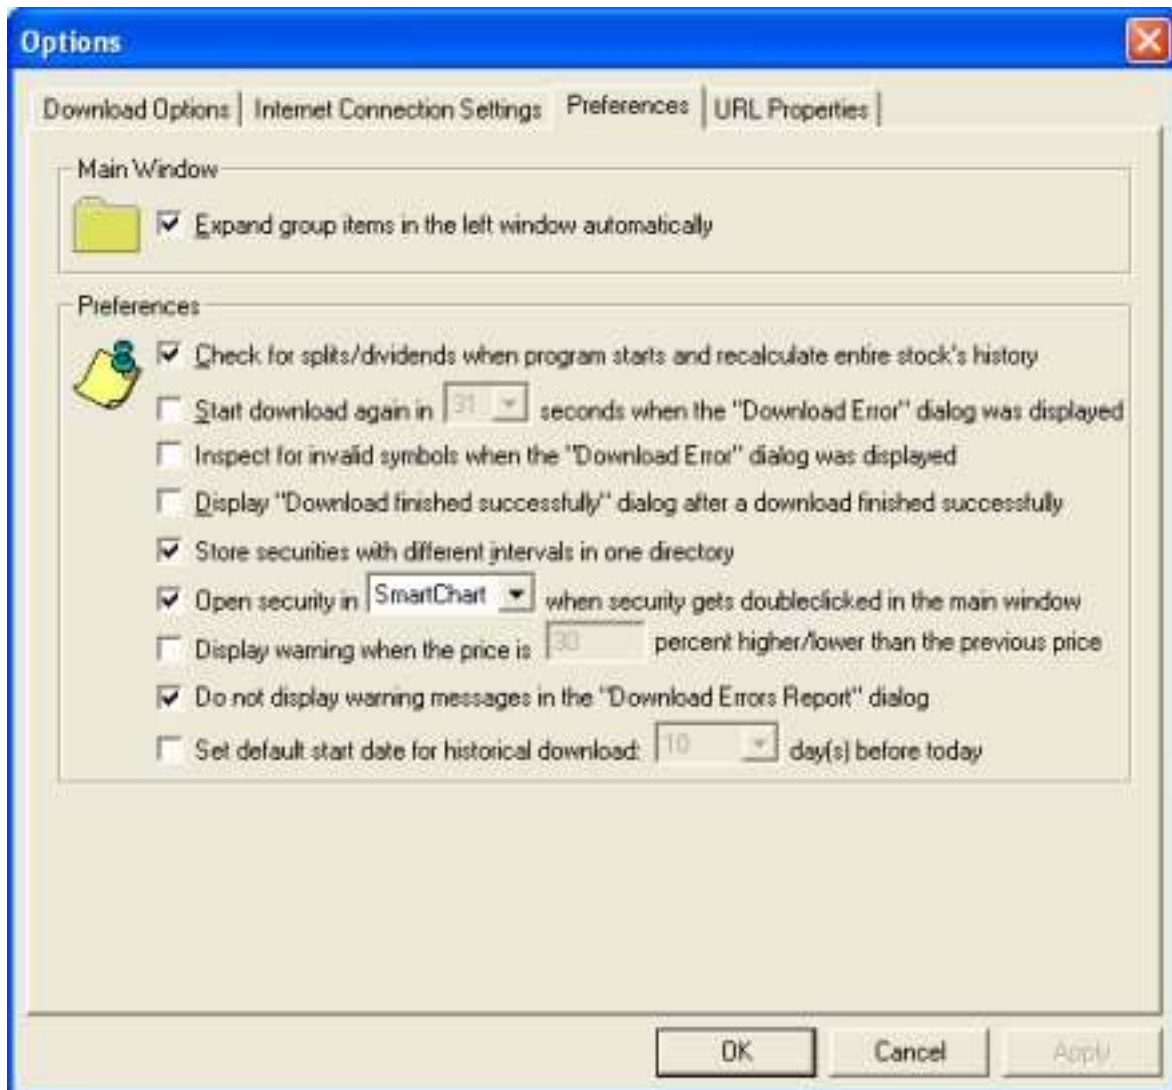 Options
Download Options Internet Connection Settings Preferences URL Properties
Main Window
Expand group items in the left window automatically
Preferences
Check for splits/dividends when program starts and recalculate entire stock's history
Start download again in 31 seconds when the "Download Error" dialog was displayed
Inspect for invalid symbols when the "Download Error" dialog was displayed
Display "Download finished successfully" dialog after a download finished successfully
Store securities with different intervals in one directory
Open security in SmartChart when security gets doubleclicked in the main window
Display warning when the price is 30 percent higher/lower than the previous price
Do not display warning messages in the "Download Errors Report" dialog
Set default start date for historical download: 10 day(s) before today
OK Cancel Apply